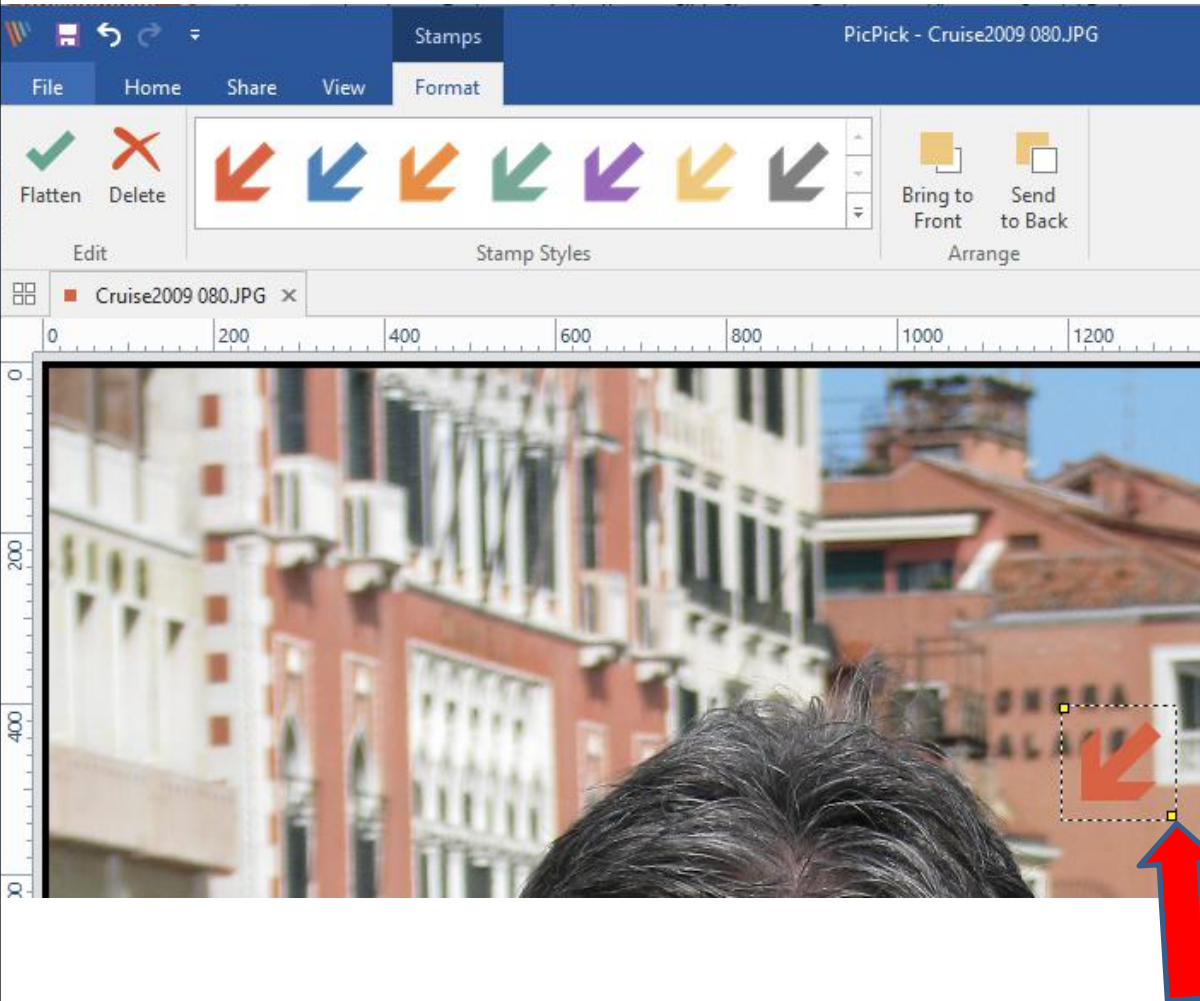 Stamps
PicPick - Cruise2009 080.JPG
File Home Share View Format
Flatten Delete
Bring to Front
Send to Back
Edit
Stamp Styles
Arrange
Cruise2009 080.JPG
0 200 400 600 800 1000 1200
0
200
400